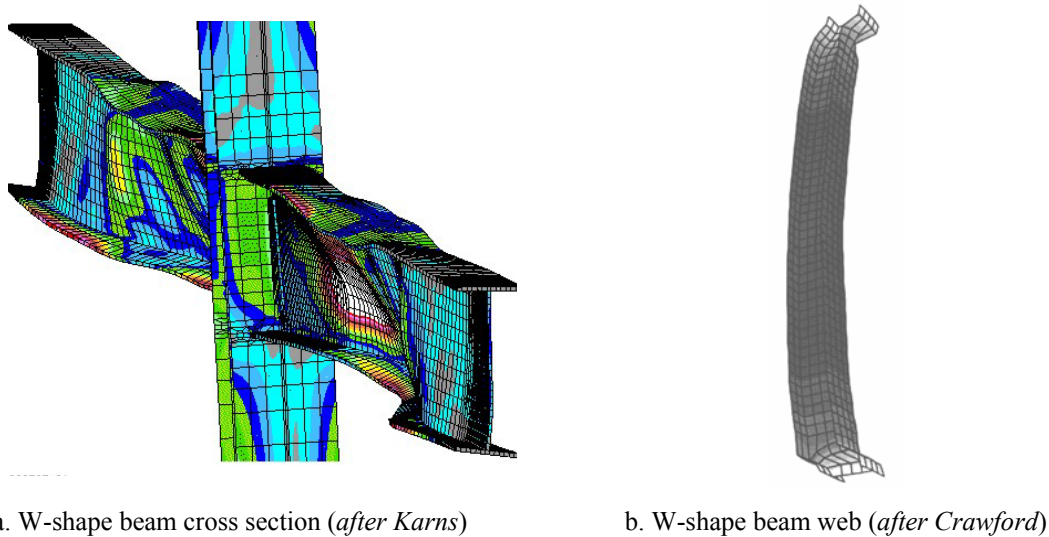 a. W-shape beam cross section (after Karns)
b. W-shape beam web (after Crawford)